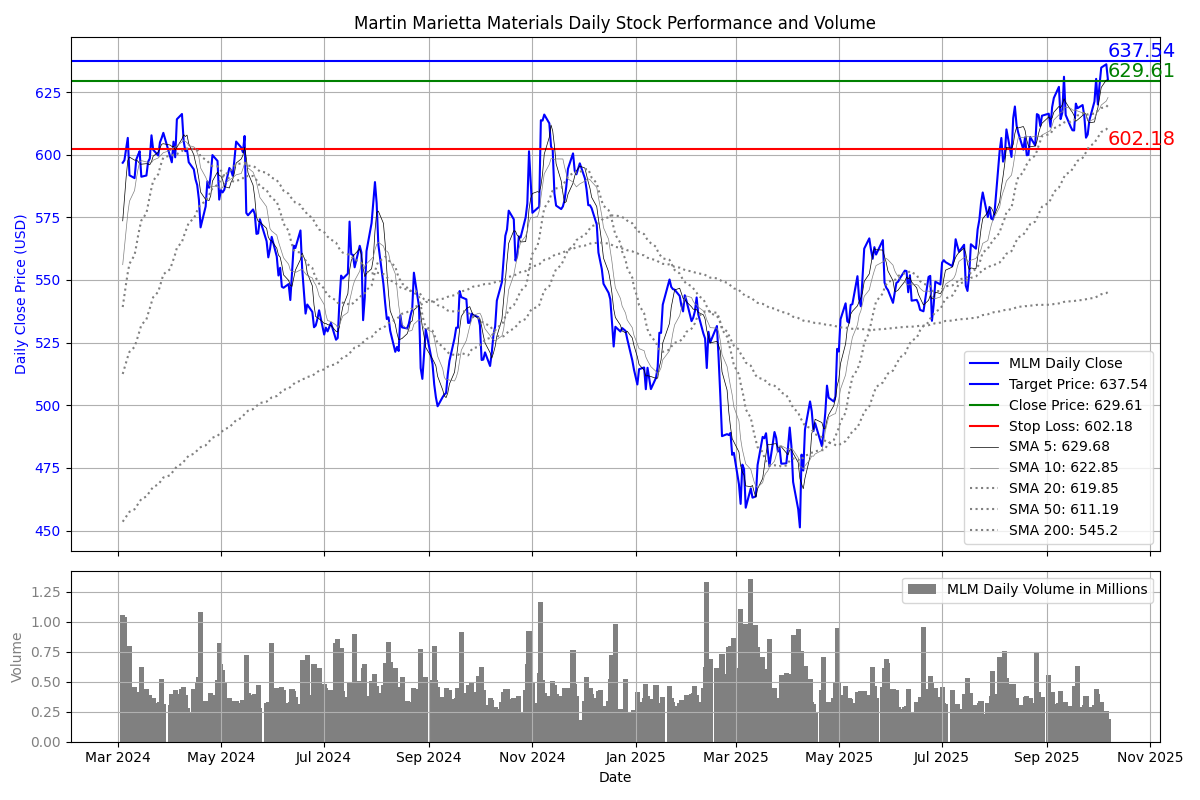 Martin Marietta Materials Daily Stock Performance and Volume
637.54
629.61
602.18
Daily Close Price (USD)
625
600
575
550
525
500
475
450
MLM Daily Close
Target Price: 637.54
Close Price: 629.61
Stop Loss: 602.18
SMA 5: 629.68
SMA 10: 622.85
SMA 20: 619.85
SMA 50: 611.19
SMA 200: 545.2
Volume
1.25
1.00
0.75
0.50
0.25
0.00
MLM Daily Volume in Millions
Mar 2024
May 2024
Jul 2024
Sep 2024
Nov 2024
Jan 2025
Mar 2025
May 2025
Jul 2025
Sep 2025
Nov 2025
Date